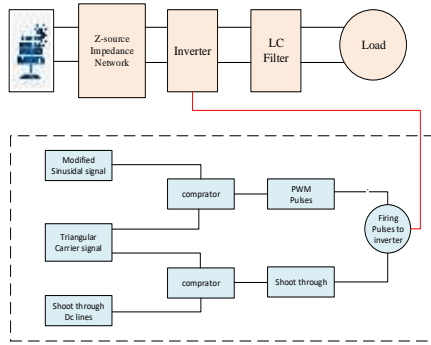 Z-source
Impedance
Network
Inverter
LC
Filter
Load
Modified
Sinusidal signal
comprator
PWM
Pulses
Triangular
Carrier signal
Firing
Pulses to
inverter
comprator
Shoot through
Shoot through
Dc lines